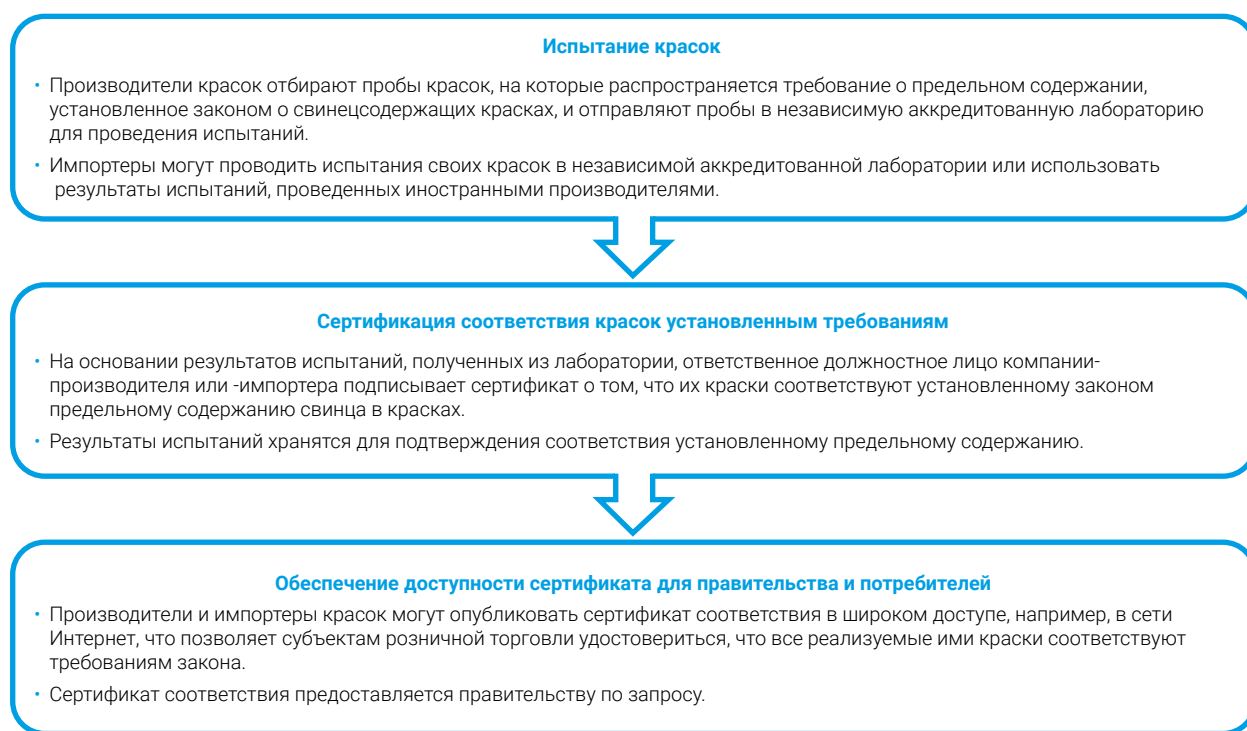 Испытание красок
• Производители красок отбирают пробы красок, на которые распространяется требование о предельном содержании,
установленное законом о свинецсодержащих красках, и отправляют пробы в независимую аккредитованную лабораторию
для проведения испытаний.
• Импортеры могут проводить испытания своих красок в независимой аккредитованной лаборатории или использовать
результаты испытаний, проведенных иностранными производителями.
Сертификация соответствия красок установленным требованиям
• На основании результатов испытаний, полученных из лаборатории, ответственное должностное лицо компании-
производителя или -импортера подписывает сертификат о том, что их краски соответствуют установленному законом
предельному содержанию свинца в красках.
• Результаты испытаний хранятся для подтверждения соответствия установленному предельному содержанию.
Обеспечение доступности сертификата для правительства и потребителей
• Производители и импортеры красок могут опубликовать сертификат соответствия в широком доступе, например, в сети
Интернет, что позволяет субъектам розничной торговли удостовериться, что все реализуемые ими краски соответствуют
требованиям закона.
• Сертификат соответствия предоставляется правительству по запросу.